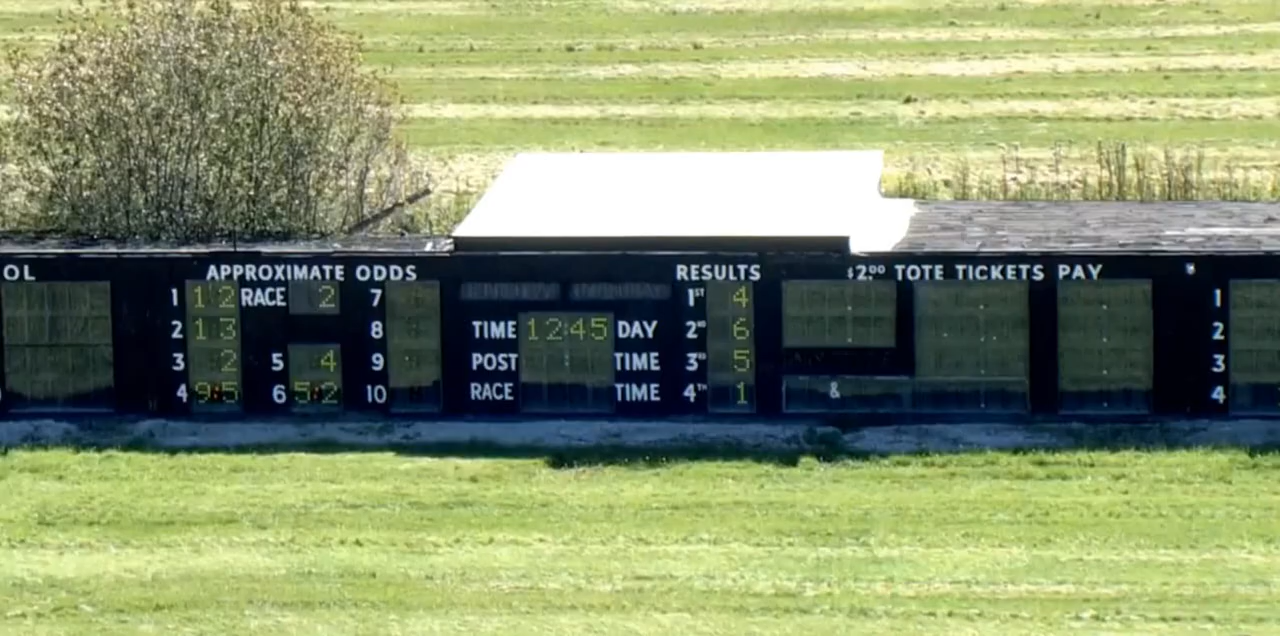 OL APPROXIMATE ODDS RESULTS $2.00 TOTE TICKETS PAY
1 12 RACE 2 7 1ST 4 1
2 13 8 TIME 12:45 DAY 2ND 6 2
3 2 5 4 9 POST TIME 3RD 5 3
4 9:5 6 5:2 10 RACE TIME 4TH 1 & 4